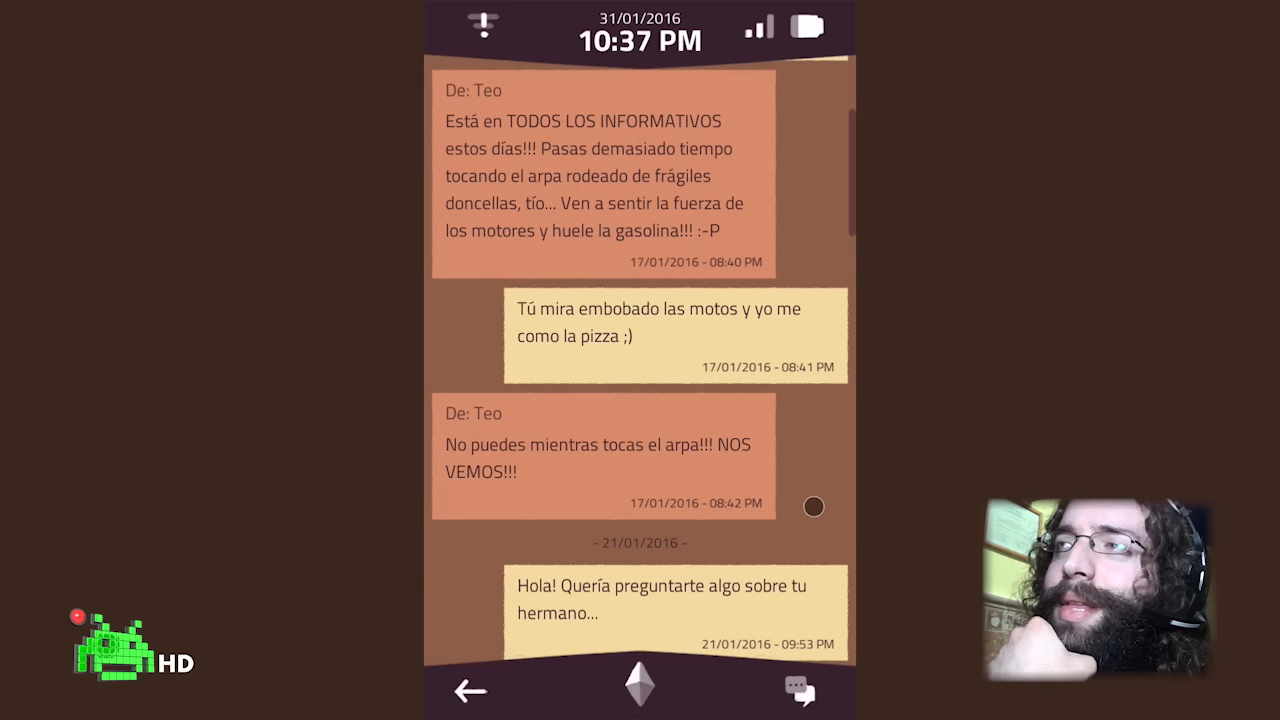 31/01/2016
10:37 PM
De: Teo
Está en TODOS LOS INFORMATIVOS
estos días!!! Pasas demasiado tiempo
tocando el arpa rodeado de frágiles
doncellas, tío... Ven a sentir la fuerza de
los motores y huele la gasolina!!! :-P
17/01/2016 - 08:40 PM
Tú mira embobado las motos y yo me
como la pizza ;)
17/01/2016 - 08:41 PM
De: Teo
No puedes mientras tocas el arpa!!! NOS
VEMOS!!!
17/01/2016 - 08:42 PM
- 21/01/2016 -
Hola! Quería preguntarte algo sobre tu
hermano...
21/01/2016 - 09:53 PM
HD